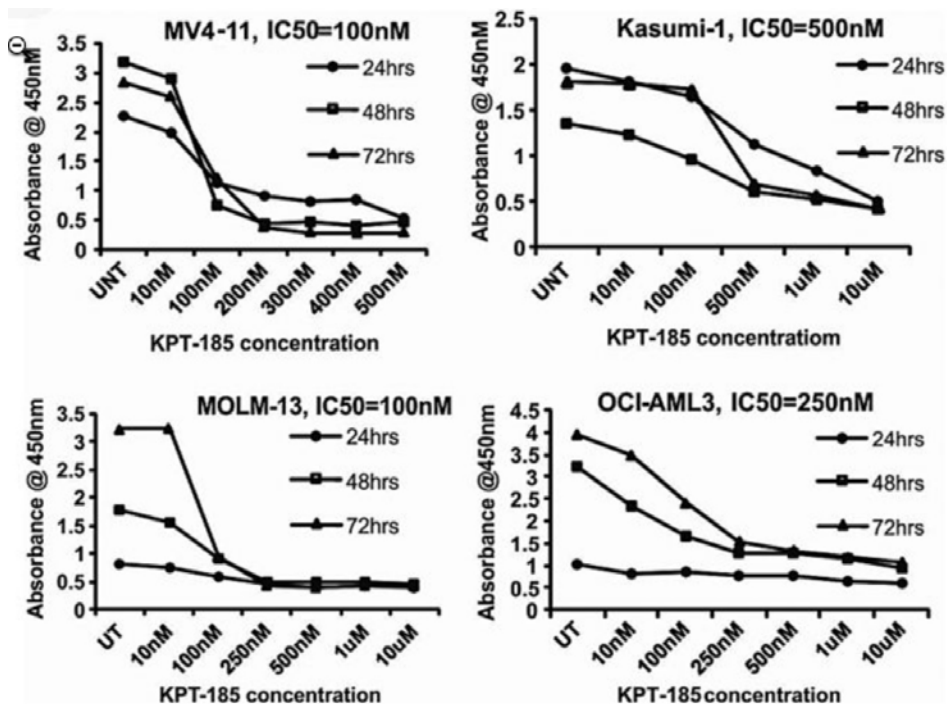 MV4-11, IC50=100nM
Absorbance @ 450nM
3.5
3
2.5
2
1.5
1
0.5
0
24hrs
48hrs
72hrs
UNT
10nM
100nM
200nM
300nM
400nM
500nM
KPT-185 concentration
Kasumi-1, IC50=500nM
Absorbance @ 450nM
2.5
2
1.5
1
0.5
0
24hrs
48hrs
72hrs
UNT
10nM
100nM
500nM
1uM
10uM
KPT-185 concentratiom
MOLM-13, IC50=100nM
Absorbance @450nm
3.5
3
2.5
2
1.5
1
0.5
0
24hrs
48hrs
72hrs
UT
10nM
100nM
250nM
500nM
1uM
10uM
KPT-185 concentration
OCI-AML3, IC50=250nM
Absorbance @450nm
4.5
4
3.5
3
2.5
2
1.5
1
0.5
0
24hrs
48hrs
72hrs
UT
10nM
100nM
250nM
500nM
1uM
10uM
KPT-185concentration